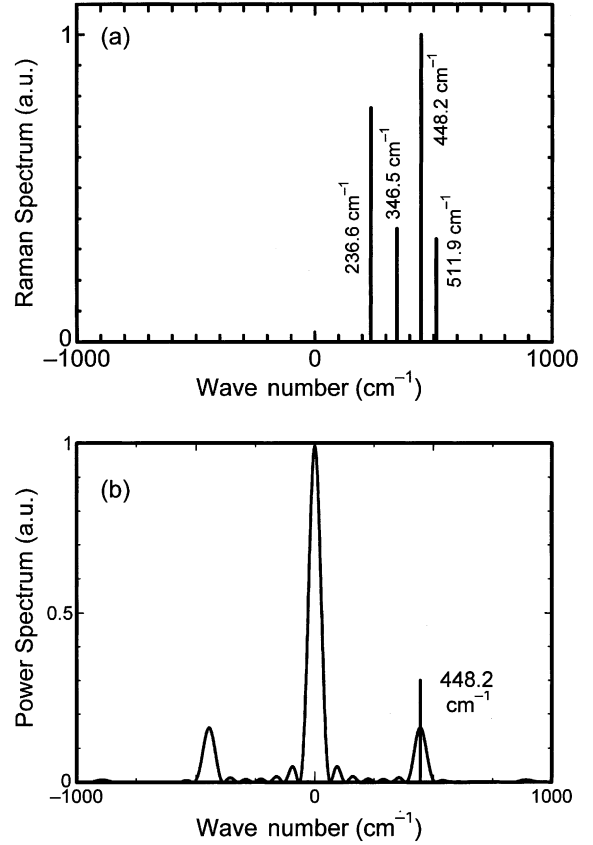 (a)
Raman Spectrum (a.u.)
1
0
236.6 cm⁻¹
346.5 cm⁻¹
448.2 cm⁻¹
511.9 cm⁻¹
–1000
0
1000
Wave number (cm⁻¹)
(b)
Power Spectrum (a.u.)
1
0.5
0
448.2
cm⁻¹
–1000
0
1000
Wave number (cm⁻¹)